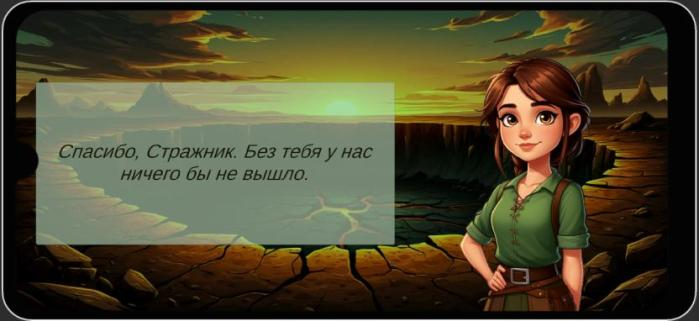 Спасибо, Стражник. Без тебя у нас
ничего бы не вышло.